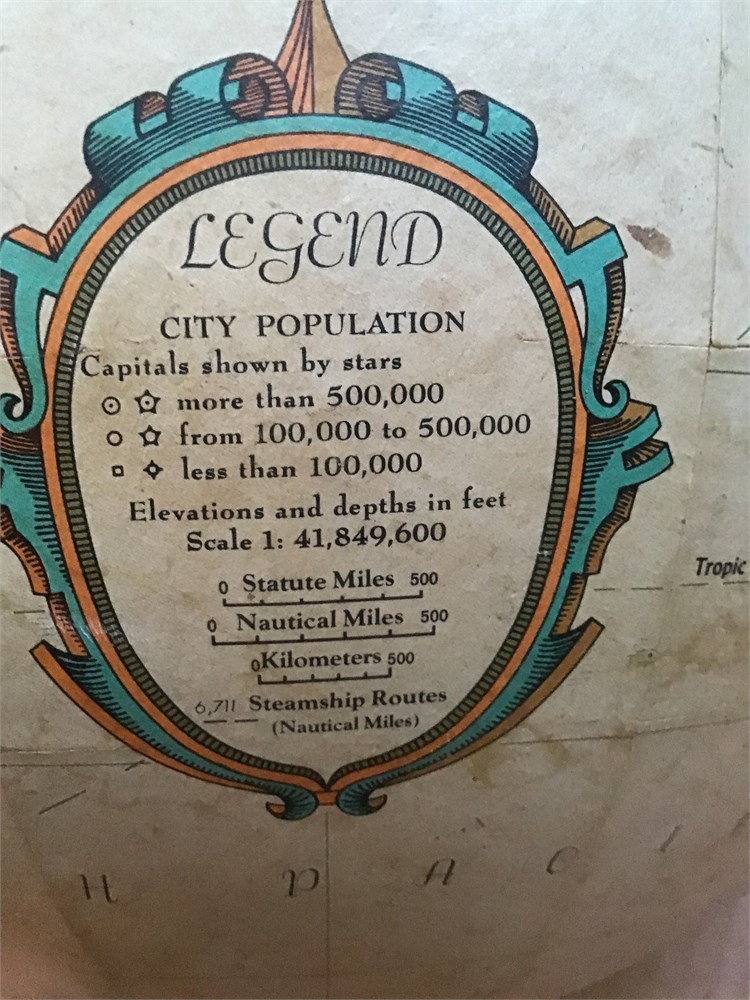 LEGEND
CITY POPULATION
Capitals shown by stars
more than 500,000
from 100,000 to 500,000
less than 100,000
Elevations and depths in feet
Scale 1: 41,849,600
0 Statute Miles 500
0 Nautical Miles 500
0 Kilometers 500
6,711 Steamship Routes
(Nautical Miles)
Tropic
H P A C I